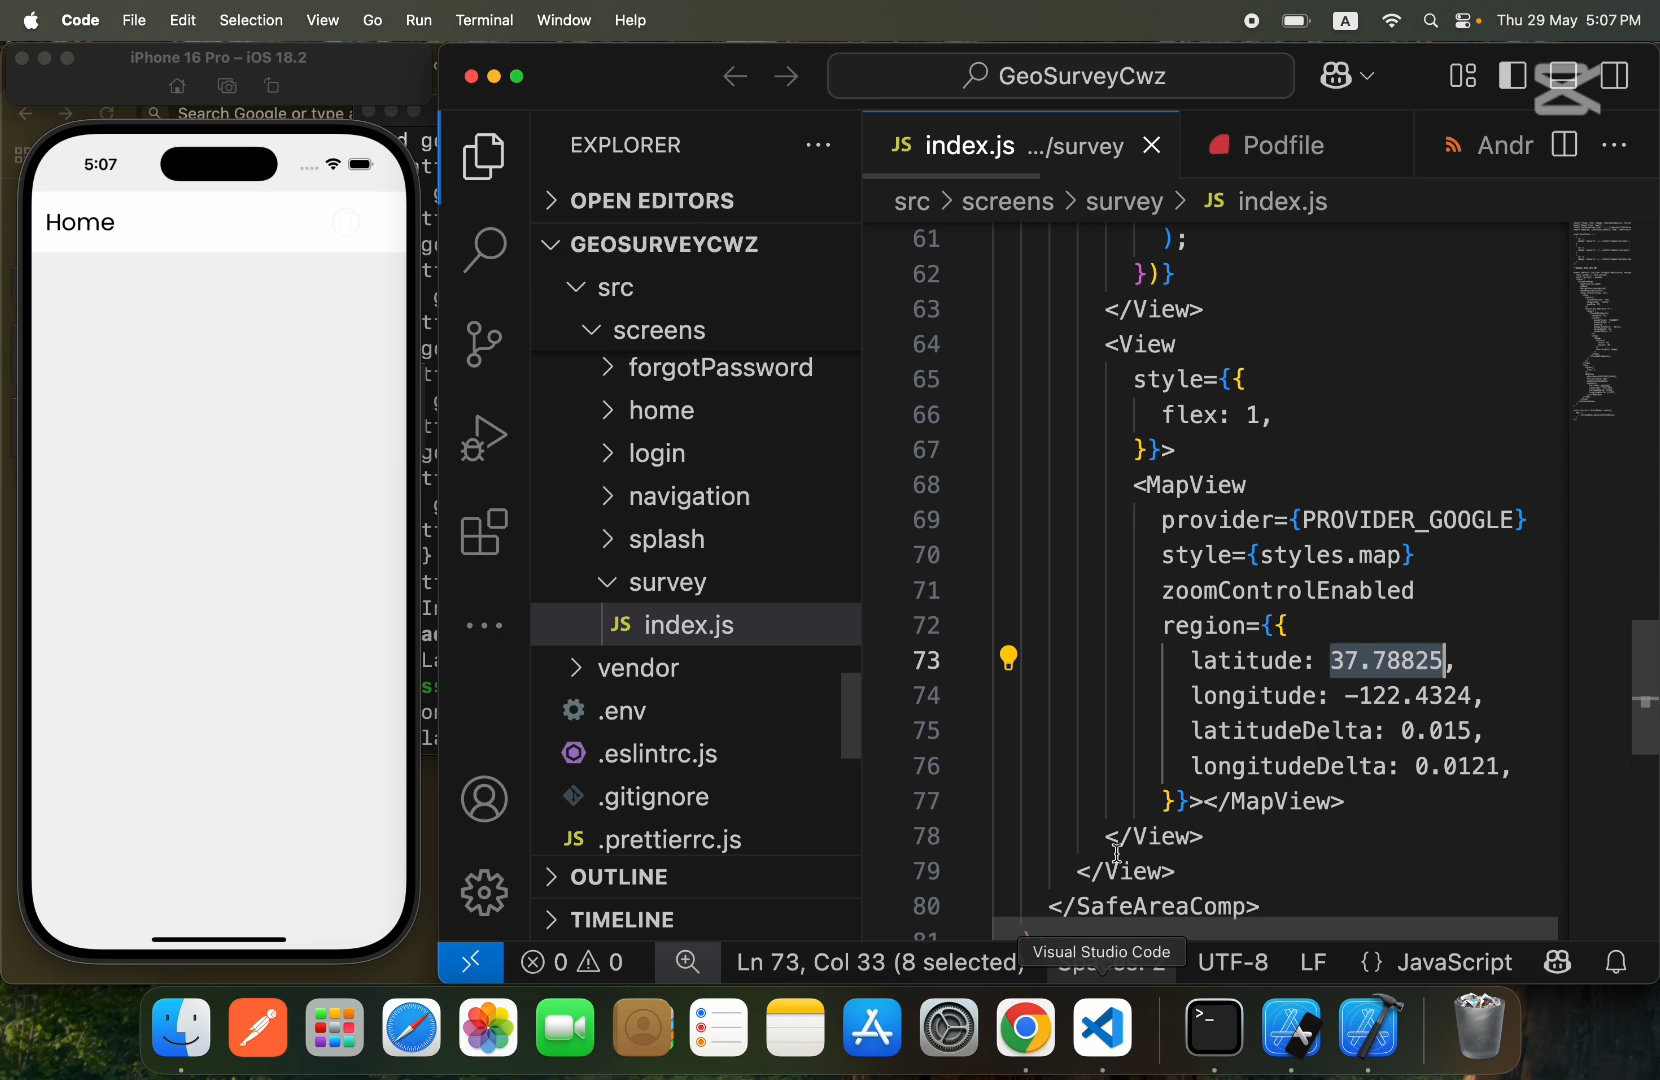 Code File Edit Selection View Go Run Terminal Window Help A Thu 29 May 5:07 PM
iPhone 16 Pro – iOS 18.2
GeoSurveyCwz
Search Google or type
5:07
Home
EXPLORER
OPEN EDITORS
GEOSURVEYCWZ
src
screens
forgotPassword
home
login
navigation
splash
survey
JS index.js
vendor
.env
.eslintrc.js
.gitignore
JS .prettierrc.js
OUTLINE
TIMELINE
JS index.js .../survey Podfile Andr
src > screens > survey > JS index.js
61 );
62 })}
63 </View>
64 <View
65 style={{
66 flex: 1,
67 }}>
68 <MapView
69 provider={PROVIDER_GOOGLE}
70 style={styles.map}
71 zoomControlEnabled
72 region={{
73 latitude: 37.78825,
74 longitude: -122.4324,
75 latitudeDelta: 0.015,
76 longitudeDelta: 0.0121,
77 }}></MapView>
78 </View>
79 </View>
80 </SafeAreaComp>
81
Visual Studio Code
0 0 Ln 73, Col 33 (8 selected) UTF-8 LF {} JavaScript